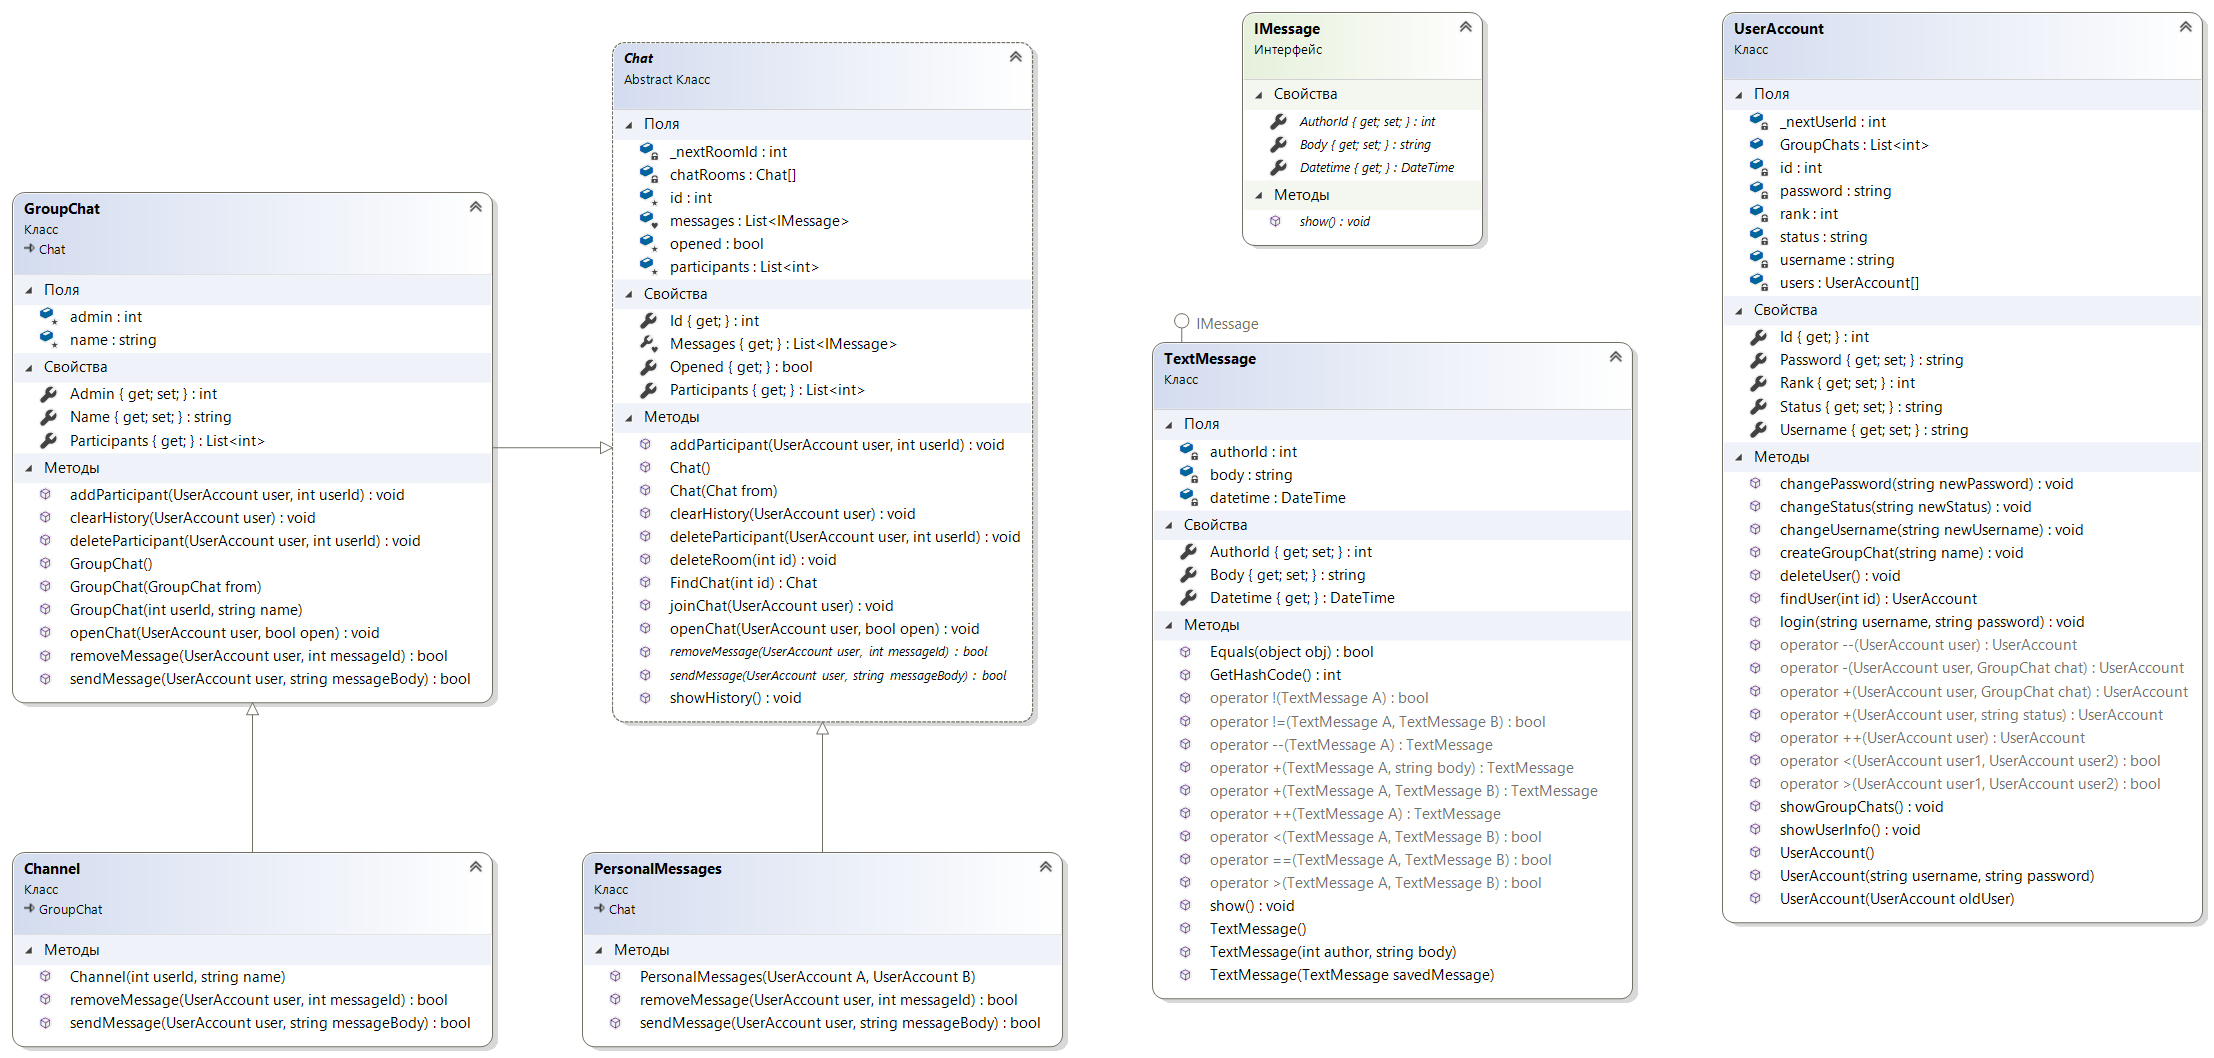 GroupChat
Класс
Chat
Поля
admin : int
name : string
Свойства
Admin { get; set; } : int
Name { get; set; } : string
Participants { get; } : List<int>
Методы
addParticipant(UserAccount user, int userId) : void
clearHistory(UserAccount user) : void
deleteParticipant(UserAccount user, int userId) : void
GroupChat()
GroupChat(GroupChat from)
GroupChat(int userId, string name)
openChat(UserAccount user, bool open) : void
removeMessage(UserAccount user, int messageId) : bool
sendMessage(UserAccount user, string messageBody) : bool
Channel
Класс
GroupChat
Методы
Channel(int userId, string name)
removeMessage(UserAccount user, int messageId) : bool
sendMessage(UserAccount user, string messageBody) : bool
Chat
Abstract Класс
Поля
_nextRoomId : int
chatRooms : Chat[]
id : int
messages : List<IMessage>
opened : bool
participants : List<int>
Свойства
Id { get; } : int
Messages { get; } : List<IMessage>
Opened { get; } : bool
Participants { get; } : List<int>
Методы
addParticipant(UserAccount user, int userId) : void
Chat()
Chat(Chat from)
clearHistory(UserAccount user) : void
deleteParticipant(UserAccount user, int userId) : void
deleteRoom(int id) : void
FindChat(int id) : Chat
joinChat(UserAccount user) : void
openChat(UserAccount user, bool open) : void
removeMessage(UserAccount user, int messageId) : bool
sendMessage(UserAccount user, string messageBody) : bool
showHistory() : void
PersonalMessages
Класс
Chat
Методы
PersonalMessages(UserAccount A, UserAccount B)
removeMessage(UserAccount user, int messageId) : bool
sendMessage(UserAccount user, string messageBody) : bool
IMessage
Интерфейс
Свойства
AuthorId { get; set; } : int
Body { get; set; } : string
Datetime { get; } : DateTime
Методы
show() : void
IMessage
TextMessage
Класс
Поля
authorId : int
body : string
datetime : DateTime
Свойства
AuthorId { get; set; } : int
Body { get; set; } : string
Datetime { get; } : DateTime
Методы
Equals(object obj) : bool
GetHashCode() : int
operator !(TextMessage A) : bool
operator !=(TextMessage A, TextMessage B) : bool
operator --(TextMessage A) : TextMessage
operator +(TextMessage A, string body) : TextMessage
operator +(TextMessage A, TextMessage B) : TextMessage
operator ++(TextMessage A) : TextMessage
operator <(TextMessage A, TextMessage B) : bool
operator ==(TextMessage A, TextMessage B) : bool
operator >(TextMessage A, TextMessage B) : bool
show() : void
TextMessage()
TextMessage(int author, string body)
TextMessage(TextMessage savedMessage)
UserAccount
Класс
Поля
_nextUserId : int
GroupChats : List<int>
id : int
password : string
rank : int
status : string
username : string
users : UserAccount[]
Свойства
Id { get; } : int
Password { get; set; } : string
Rank { get; set; } : int
Status { get; set; } : string
Username { get; set; } : string
Методы
changePassword(string newPassword) : void
changeStatus(string newStatus) : void
changeUsername(string newUsername) : void
createGroupChat(string name) : void
deleteUser() : void
findUser(int id) : UserAccount
login(string username, string password) : void
operator --(UserAccount user) : UserAccount
operator -(UserAccount user, GroupChat chat) : UserAccount
operator +(UserAccount user, GroupChat chat) : UserAccount
operator +(UserAccount user, string status) : UserAccount
operator ++(UserAccount user) : UserAccount
operator <(UserAccount user1, UserAccount user2) : bool
operator >(UserAccount user1, UserAccount user2) : bool
showGroupChats() : void
showUserInfo() : void
UserAccount()
UserAccount(string username, string password)
UserAccount(UserAccount oldUser)